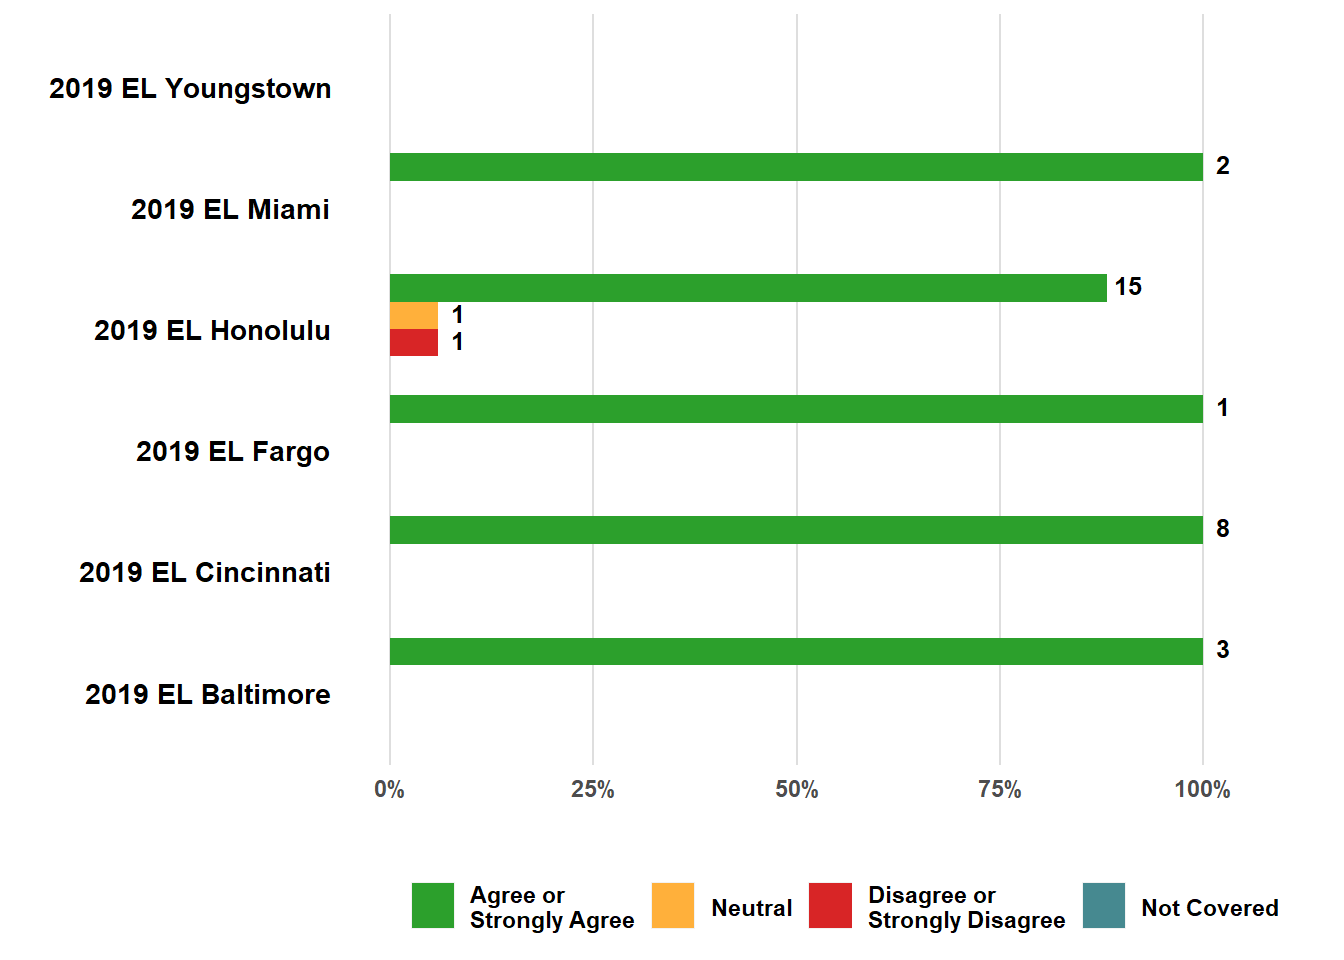 2019 EL Youngstown
2
2019 EL Miami
15
1
2019 EL Honolulu
1
1
2019 EL Fargo
8
2019 EL Cincinnati
3
2019 EL Baltimore
0%
25%
50%
75%
100%
Agree or
Strongly Agree
Neutral
Disagree or
Strongly Disagree
Not Covered